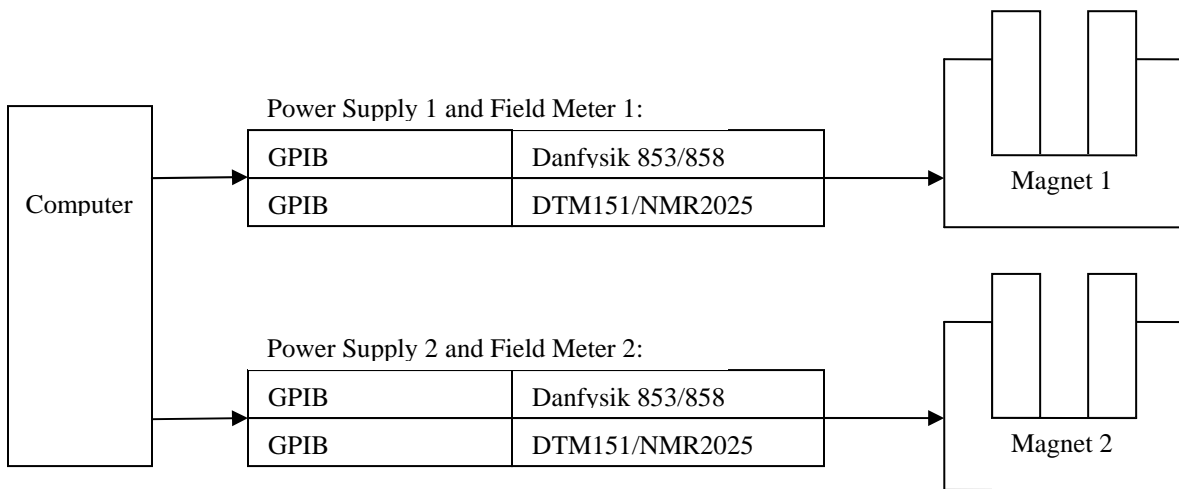 Power Supply 1 and Field Meter 1:
GPIB Danfysik 853/858
GPIB DTM151/NMR2025
Computer
Magnet 1
Power Supply 2 and Field Meter 2:
GPIB Danfysik 853/858
GPIB DTM151/NMR2025
Magnet 2